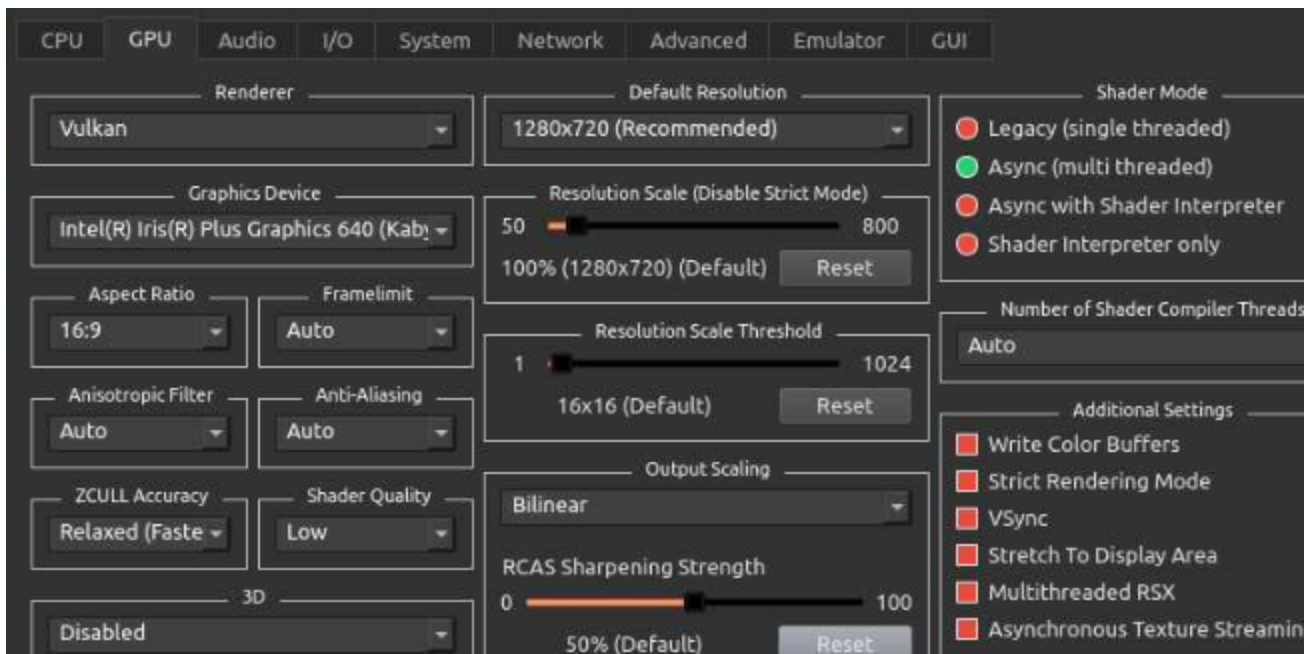 CPU GPU Audio I/O System Network Advanced Emulator GUI
Renderer
Vulkan
Graphics Device
Intel(R) Iris(R) Plus Graphics 640 (Kaby
Aspect Ratio
16:9
Framelimit
Auto
Anisotropic Filter
Auto
Anti-Aliasing
Auto
ZCULL Accuracy
Relaxed (Faste
Shader Quality
Low
3D
Disabled
Default Resolution
1280x720 (Recommended)
Resolution Scale (Disable Strict Mode)
50 800
100% (1280x720) (Default) Reset
Resolution Scale Threshold
1 1024
16x16 (Default) Reset
Output Scaling
Bilinear
RCAS Sharpening Strength
0 100
50% (Default) Reset
Shader Mode
Legacy (single threaded)
Async (multi threaded)
Async with Shader Interpreter
Shader Interpreter only
Number of Shader Compiler Threads
Auto
Additional Settings
Write Color Buffers
Strict Rendering Mode
VSync
Stretch To Display Area
Multithreaded RSX
Asynchronous Texture Streamin